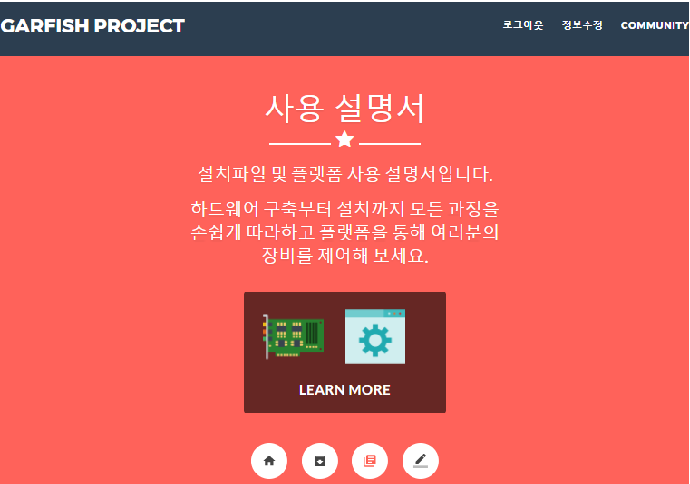 GARFISH PROJECT
로그아웃 정보수정 COMMUNITY
사용 설명서
설치파일 및 플랫폼 사용 설명서입니다.
하드웨어 구축부터 설치까지 모든 과정을
손쉽게 따라하고 플랫폼을 통해 여러분의
장비를 제어해 보세요.
LEARN MORE